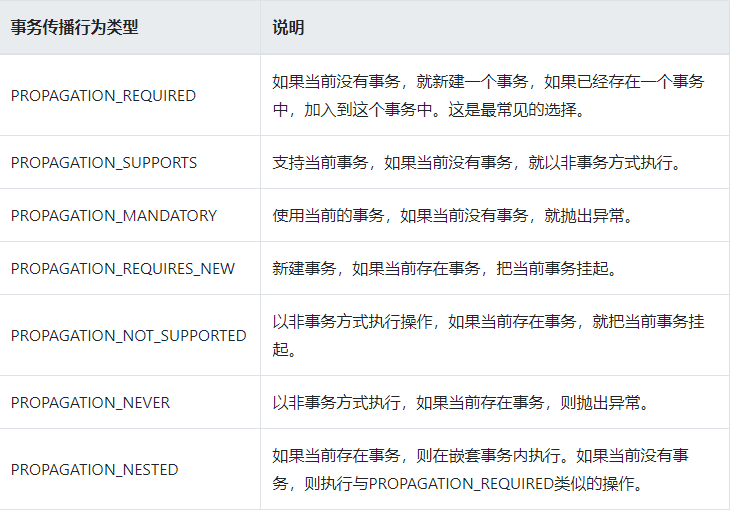 事务传播行为类型 说明
PROPAGATION_REQUIRED 如果当前没有事务，就新建一个事务，如果已经存在一个事务
中，加入到这个事务中。这是最常见的选择。
PROPAGATION_SUPPORTS 支持当前事务，如果当前没有事务，就以非事务方式执行。
PROPAGATION_MANDATORY 使用当前的事务，如果当前没有事务，就抛出异常。
PROPAGATION_REQUIRES_NEW 新建事务，如果当前存在事务，把当前事务挂起。
PROPAGATION_NOT_SUPPORTED 以非事务方式执行操作，如果当前存在事务，就把当前事务挂
起。
PROPAGATION_NEVER 以非事务方式执行，如果当前存在事务，则抛出异常。
PROPAGATION_NESTED 如果当前存在事务，则在嵌套事务内执行。如果当前没有事
务，则执行与PROPAGATION_REQUIRED类似的操作。